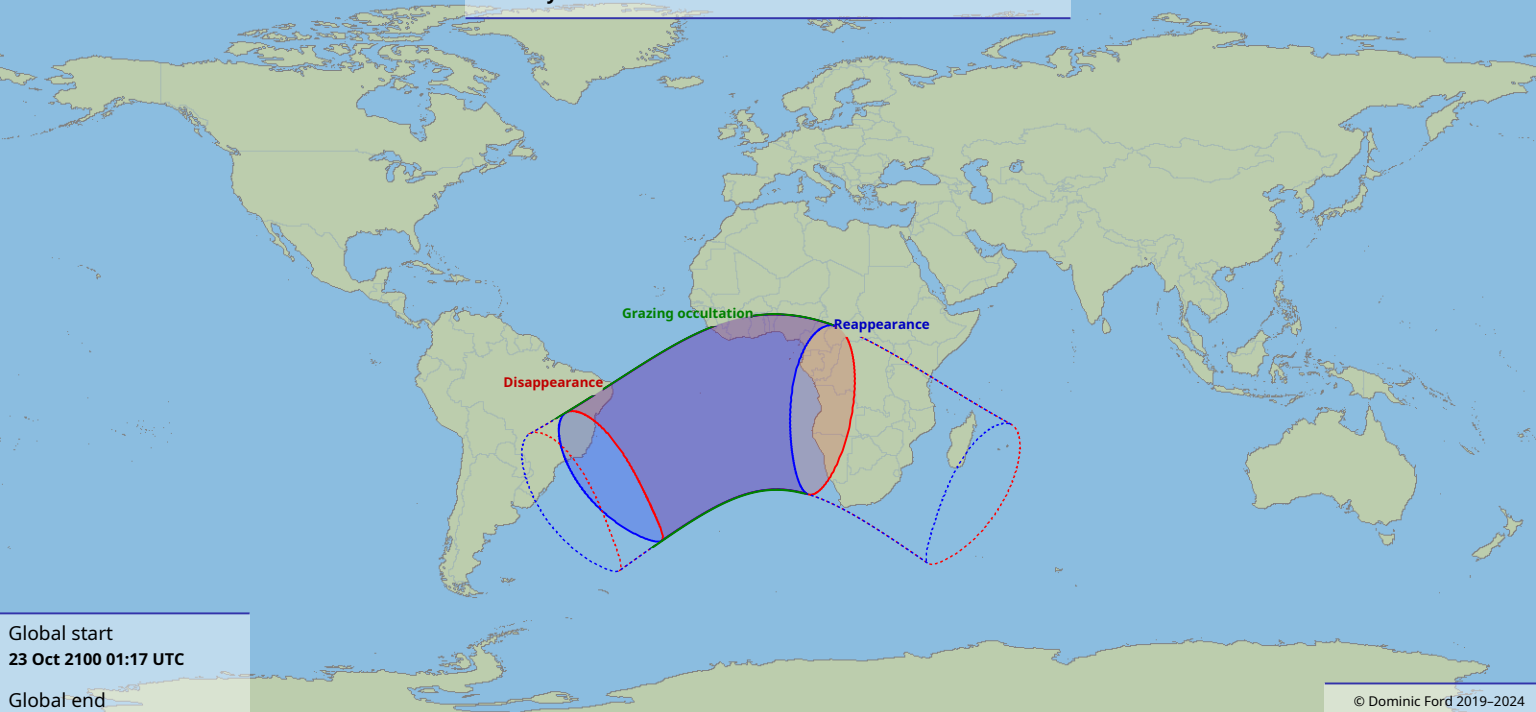 Grazing occultation
Reappearance
Disappearance
Global start
23 Oct 2100 01:17 UTC
Global end
© Dominic Ford 2019–2024